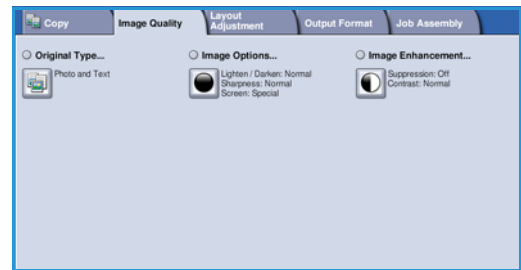 Copy
Image Quality
Layout
Adjustment
Output Format
Job Assembly
Original Type...
Photo and Text
Image Options...
Lighten / Darken: Normal
Sharpness: Normal
Screen: Special
Image Enhancement...
Suppression: Off
Contrast: Normal